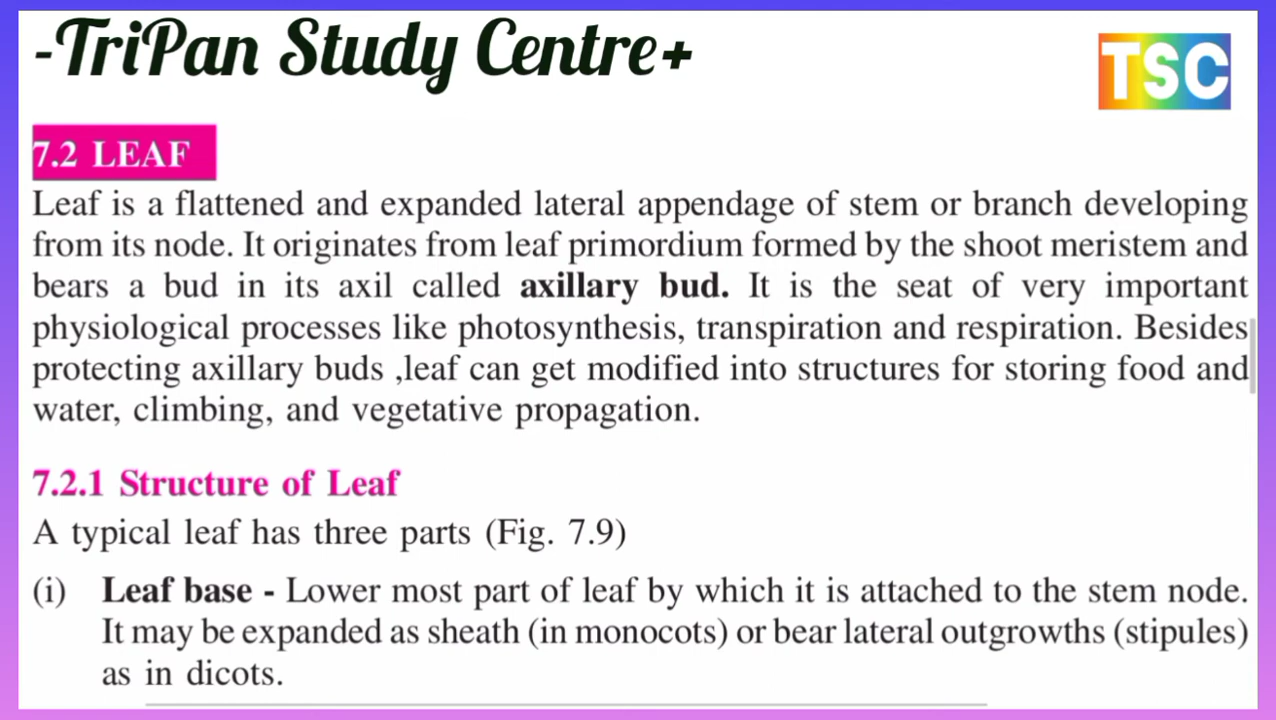 -TriPan Study Centre+
TSC
7.2 LEAF
Leaf is a flattened and expanded lateral appendage of stem or branch developing
from its node. It originates from leaf primordium formed by the shoot meristem and
bears a bud in its axil called axillary bud. It is the seat of very important
physiological processes like photosynthesis, transpiration and respiration. Besides
protecting axillary buds ,leaf can get modified into structures for storing food and
water, climbing, and vegetative propagation.
7.2.1 Structure of Leaf
A typical leaf has three parts (Fig. 7.9)
(i) Leaf base - Lower most part of leaf by which it is attached to the stem node.
It may be expanded as sheath (in monocots) or bear lateral outgrowths (stipules)
as in dicots.